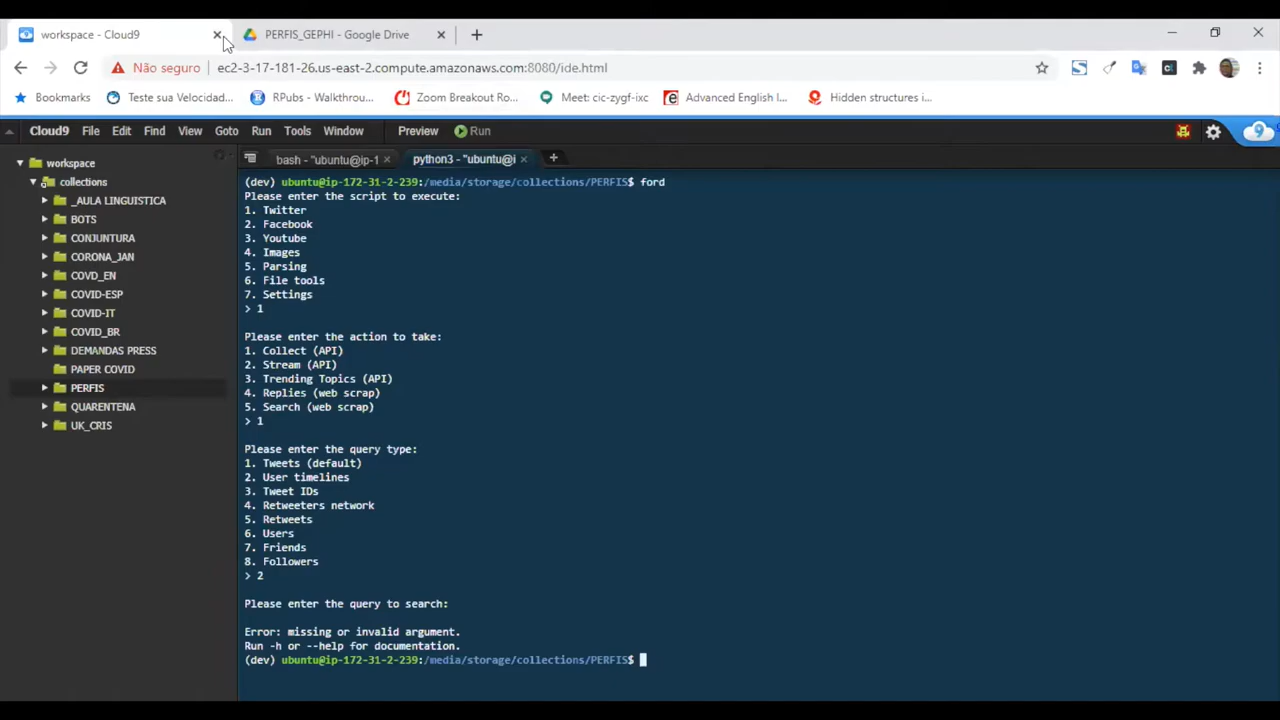 workspace - Cloud9
PERFIS_GEPHI - Google Drive
Não seguro
ec2-3-17-181-26.us-east-2.compute.amazonaws.com:8080/ide.html
Bookmarks
Teste sua Velocidad...
RPubs - Walkthrou...
Zoom Breakout Ro...
Meet: cic-zygf-ixc
Advanced English I...
Hidden structures i...
Cloud9 File Edit Find View Goto Run Tools Window Preview Run
workspace
collections
_AULA LINGUISTICA
BOTS
CONJUNTURA
CORONA_JAN
COVD_EN
COVID-ESP
COVID-IT
COVID_BR
DEMANDAS PRESS
PAPER COVID
PERFIS
QUARENTENA
UK_CRIS
bash - "ubuntu@ip-1
python3 - "ubuntu@i
(dev) ubuntu@ip-172-31-2-239:/media/storage/collections/PERFIS$ ford
Please enter the script to execute:
1. Twitter
2. Facebook
3. Youtube
4. Images
5. Parsing
6. File tools
7. Settings
> 1
Please enter the action to take:
1. Collect (API)
2. Stream (API)
3. Trending Topics (API)
4. Replies (web scrap)
5. Search (web scrap)
> 1
Please enter the query type:
1. Tweets (default)
2. User timelines
3. Tweet IDs
4. Retweeters network
5. Retweets
6. Users
7. Friends
8. Followers
> 2
Please enter the query to search:
Error: missing or invalid argument.
Run -h or --help for documentation.
(dev) ubuntu@ip-172-31-2-239:/media/storage/collections/PERFIS$